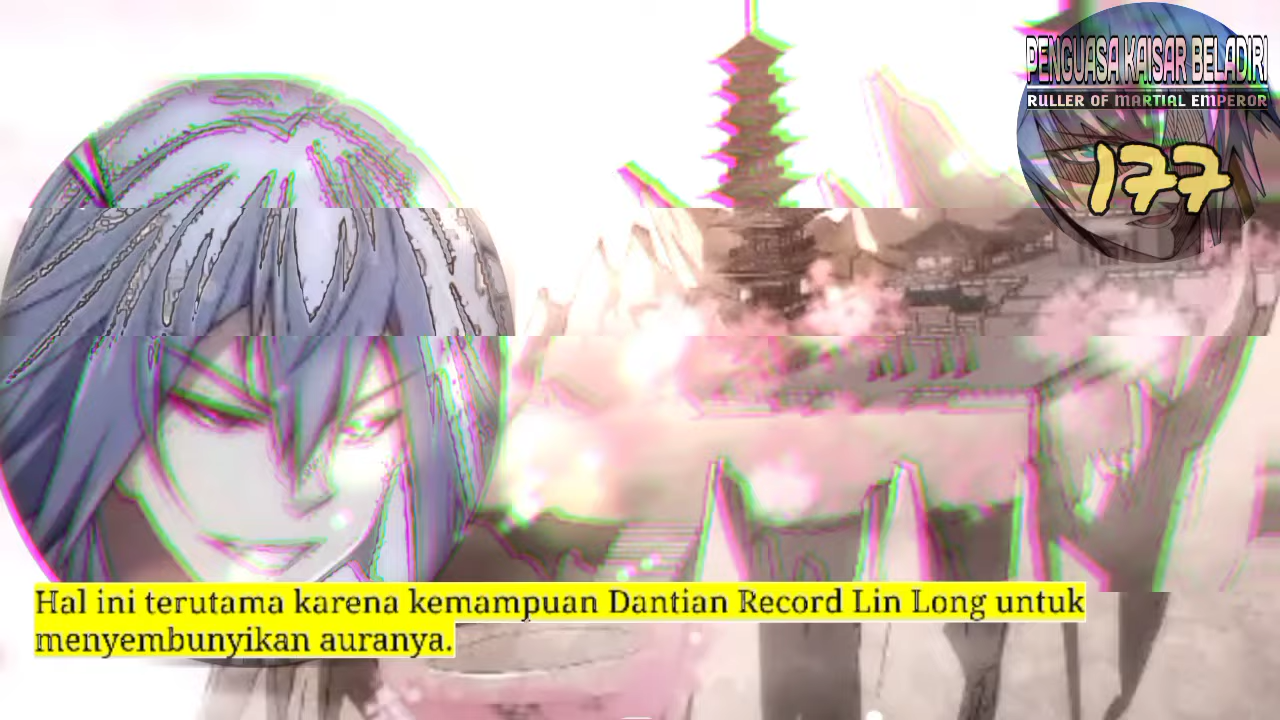 PENGUASA KAISAR BELADIRI
RULLER OF MARTIAL EMPEROR
177
Hal ini terutama karena kemampuan Dantian Record Lin Long untuk
menyembunyikan auranya.